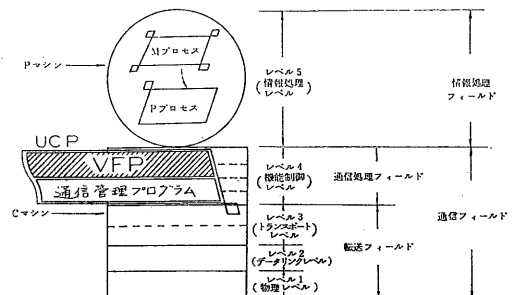 Pマシン
Mプロセス
Pプロセス
レベル5
(情報処理
レベル)
情報処理
フィールド
UCP
VFP
通信管理プログラム
Cマシン
レベル4
(機能制御
レベル)
通信処理フィールド
レベル3
(トランスポート
レベル)
通信フィールド
転送フィールド
レベル2
(データリンクレベル)
レベル1
(物理レベル)